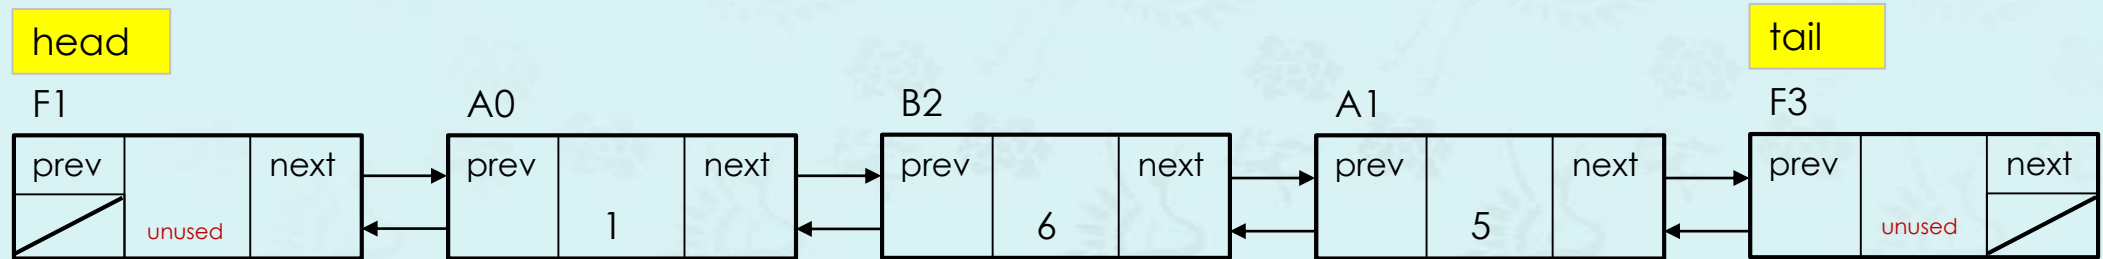 head
tail
F1
A0
B2
A1
F3
prev next prev next prev next prev next prev next
unused 1 6 5 unused